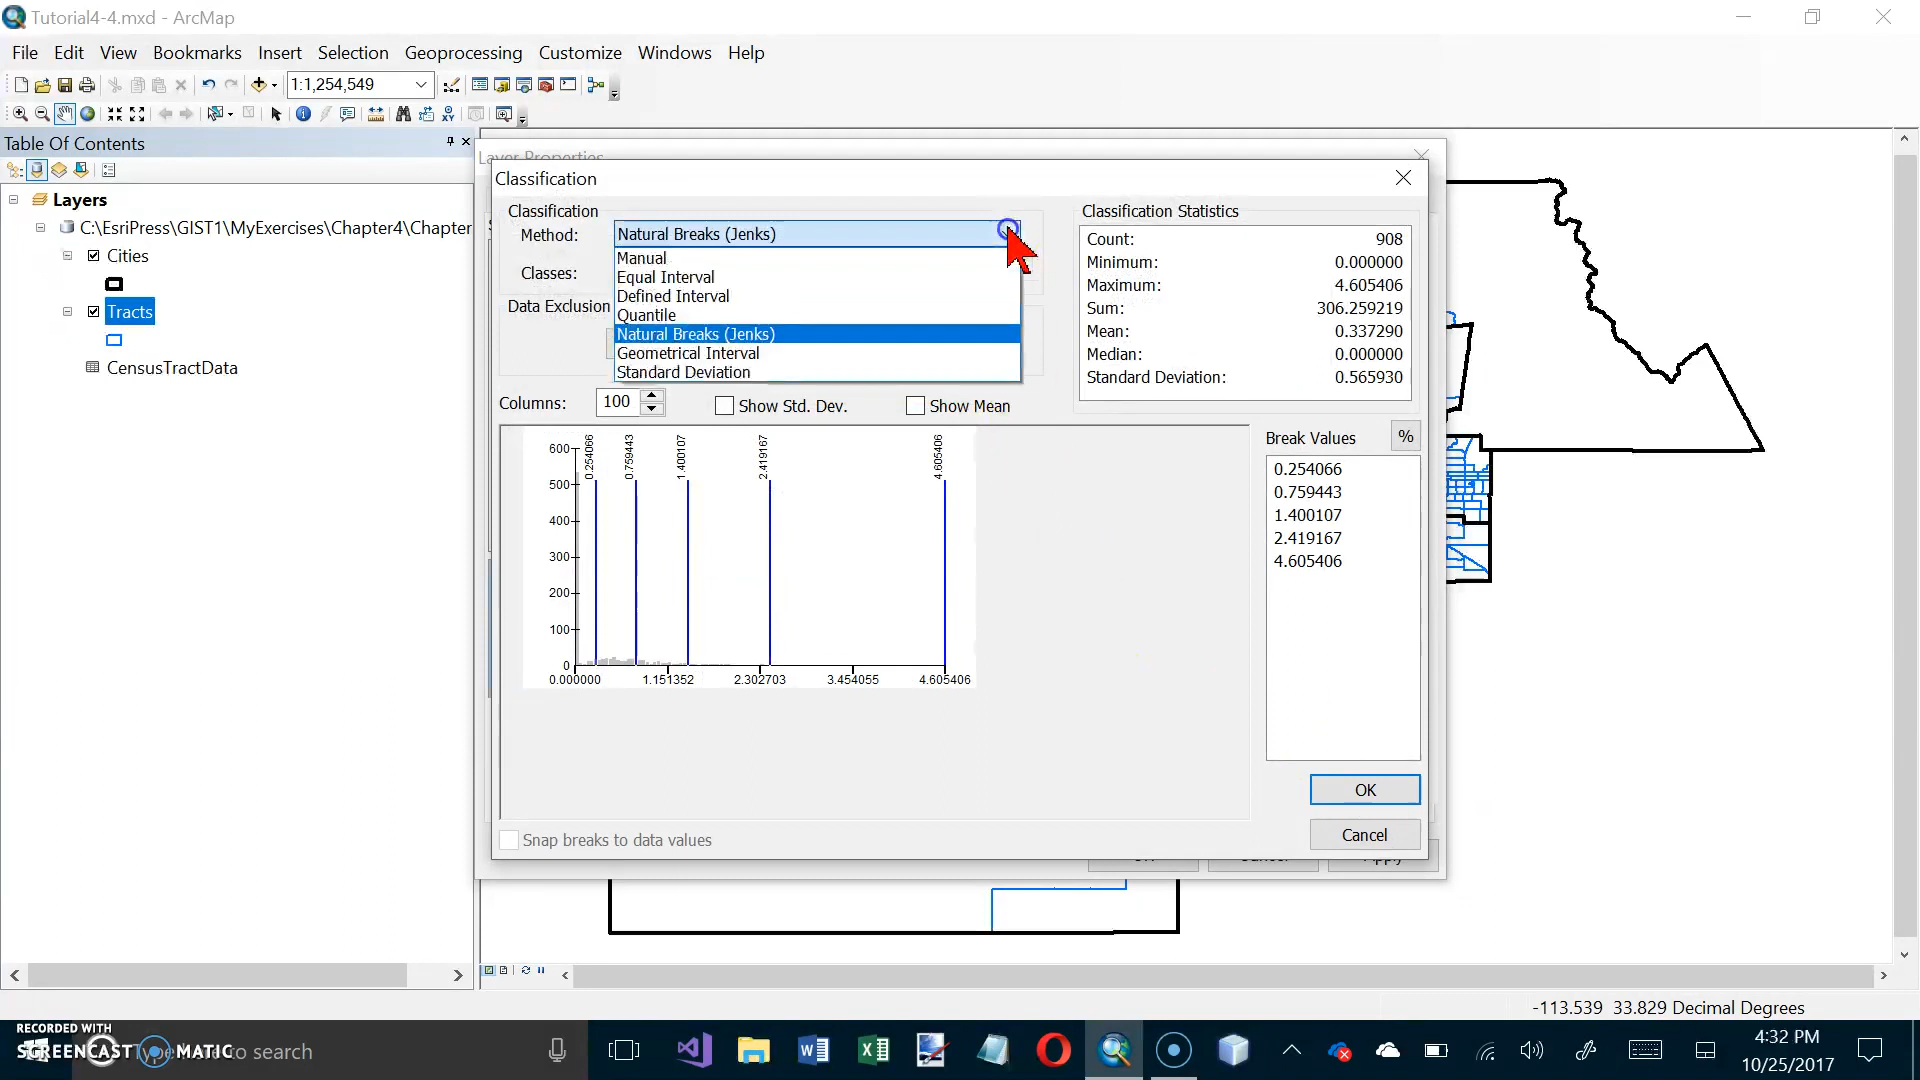 Tutorial4-4.mxd - ArcMap
File Edit View Bookmarks Insert Selection Geoprocessing Customize Windows Help
1:1,254,549
Table Of Contents
Layers
C:\EsriPress\GIST1\MyExercises\Chapter4\Chapter
Cities
Tracts
CensusTractData
Layer Properties
Classification
Classification
Method: Natural Breaks (Jenks)
Manual
Equal Interval
Defined Interval
Quantile
Natural Breaks (Jenks)
Geometrical Interval
Standard Deviation
Classes:
Data Exclusion
Classification Statistics
Count: 908
Minimum: 0.000000
Maximum: 4.605406
Sum: 306.259219
Mean: 0.337290
Median: 0.000000
Standard Deviation: 0.565930
Columns: 100 Show Std. Dev. Show Mean
Break Values %
0.254066
0.759443
1.400107
2.419167
4.605406
0.254066 0.759443 1.400107 2.419167 4.605406
600
500
400
300
200
100
0
0.000000 1.151352 2.302703 3.454055 4.605406
OK
Cancel
Snap breaks to data values
Apply
-113.539 33.829 Decimal Degrees
RECORDED WITH
SCREENCAST MATIC
to search
4:32 PM
10/25/2017